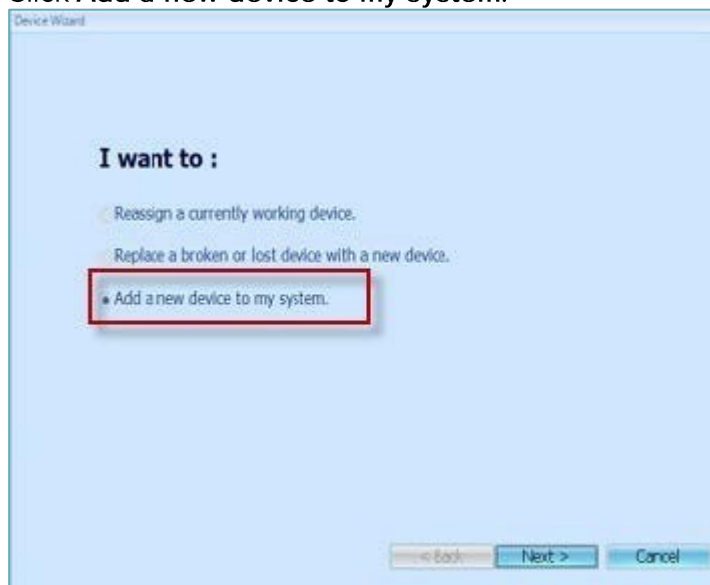 Click Add a new device to my system.
Device Wizard
I want to :
Reassign a currently working device.
Replace a broken or lost device with a new device.
Add a new device to my system.
< Back Next > Cancel